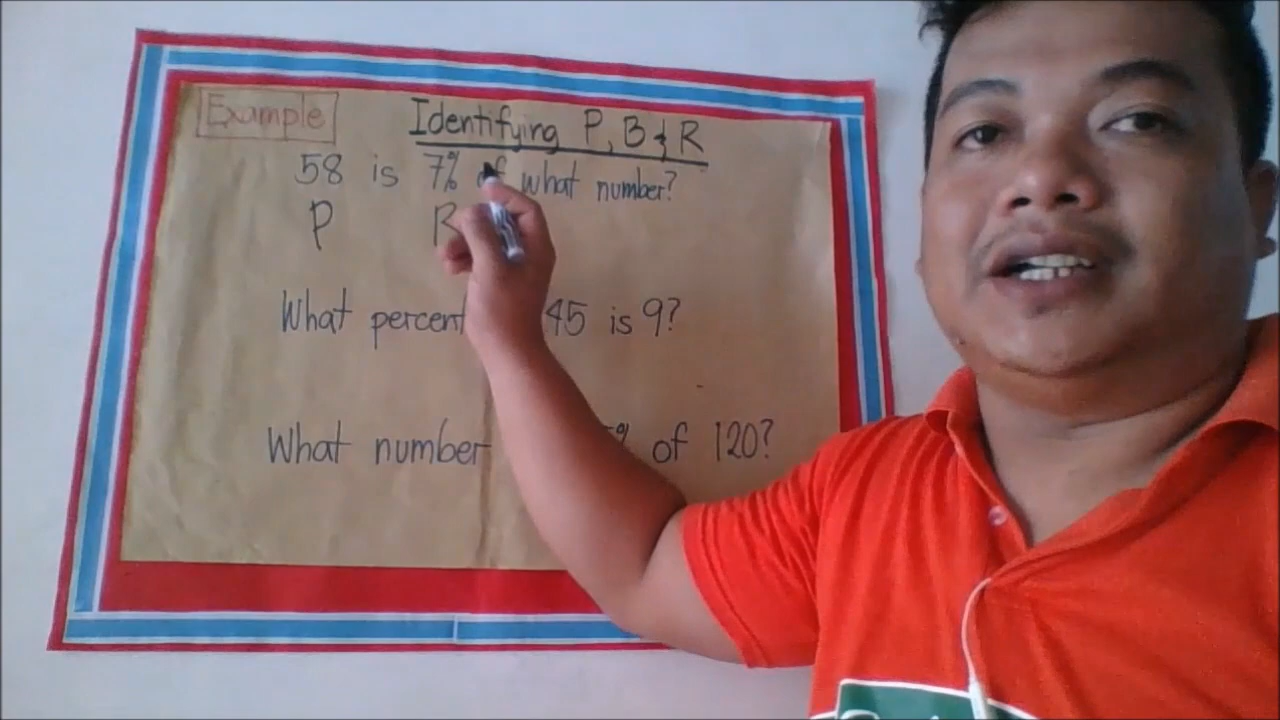 Example
Identifying P, B & R
58 is 7% of what number?
P R
What percent 45 is 9?
What number % of 120?